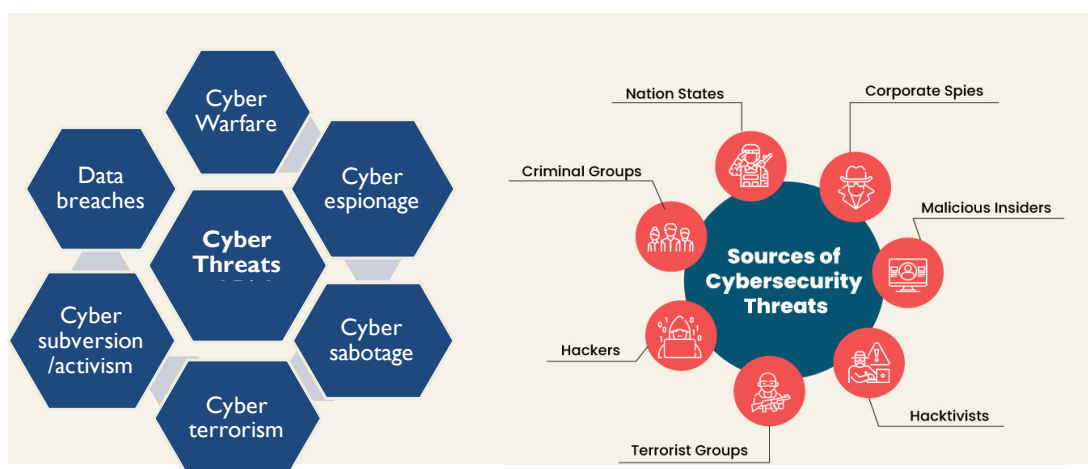 Cyber
Warfare
Data
breaches
Cyber
espionage
Cyber
Threats
Cyber
subversion
/activism
Cyber
sabotage
Cyber
terrorism
Nation States
Corporate Spies
Criminal Groups
Malicious Insiders
Sources of
Cybersecurity
Threats
Hackers
Hacktivists
Terrorist Groups